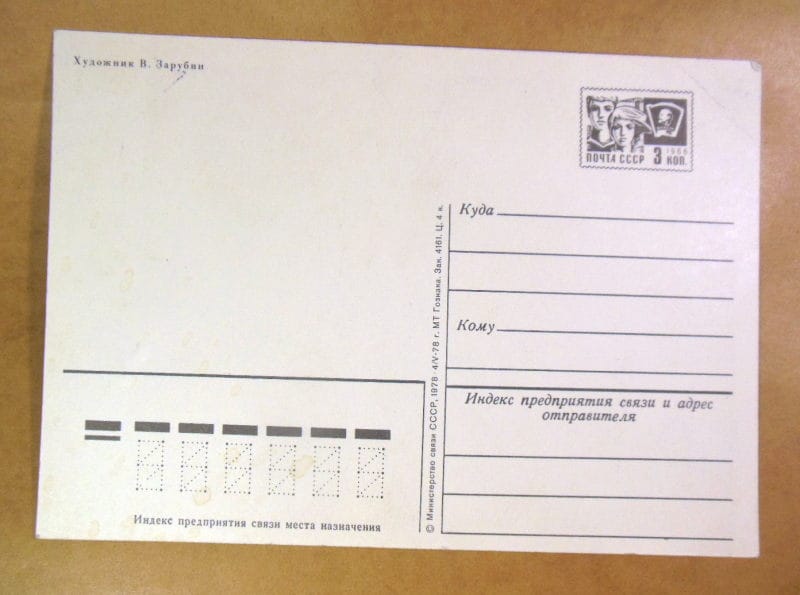 Художник В. Зарубин
1966
ПОЧТА СССР 3 КОП.
Куда
Кому
Индекс предприятия связи и адрес
отправителя
© Министерство связи СССР, 1978 · 4/V-78 г. МТ Гознака. Зак. 4161. Ц. 4 к.
Индекс предприятия связи места назначения